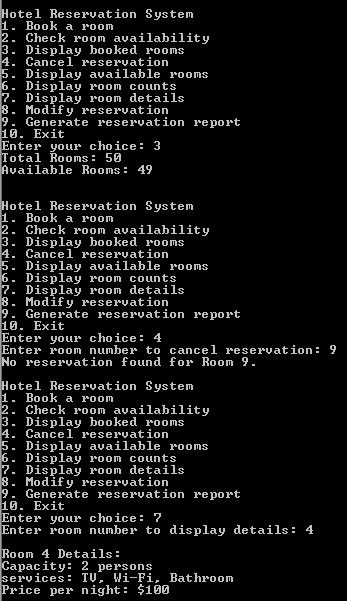 Hotel Reservation System
1. Book a room
2. Check room availability
3. Display booked rooms
4. Cancel reservation
5. Display available rooms
6. Display room counts
7. Display room details
8. Modify reservation
9. Generate reservation report
10. Exit
Enter your choice: 3
Total Rooms: 50
Available Rooms: 49
Hotel Reservation System
1. Book a room
2. Check room availability
3. Display booked rooms
4. Cancel reservation
5. Display available rooms
6. Display room counts
7. Display room details
8. Modify reservation
9. Generate reservation report
10. Exit
Enter your choice: 4
Enter room number to cancel reservation: 9
No reservation found for Room 9.
Hotel Reservation System
1. Book a room
2. Check room availability
3. Display booked rooms
4. Cancel reservation
5. Display available rooms
6. Display room counts
7. Display room details
8. Modify reservation
9. Generate reservation report
10. Exit
Enter your choice: 7
Enter room number to display details: 4
Room 4 Details:
Capacity: 2 persons
services: TV, Wi-Fi, Bathroom
Price per night: $100